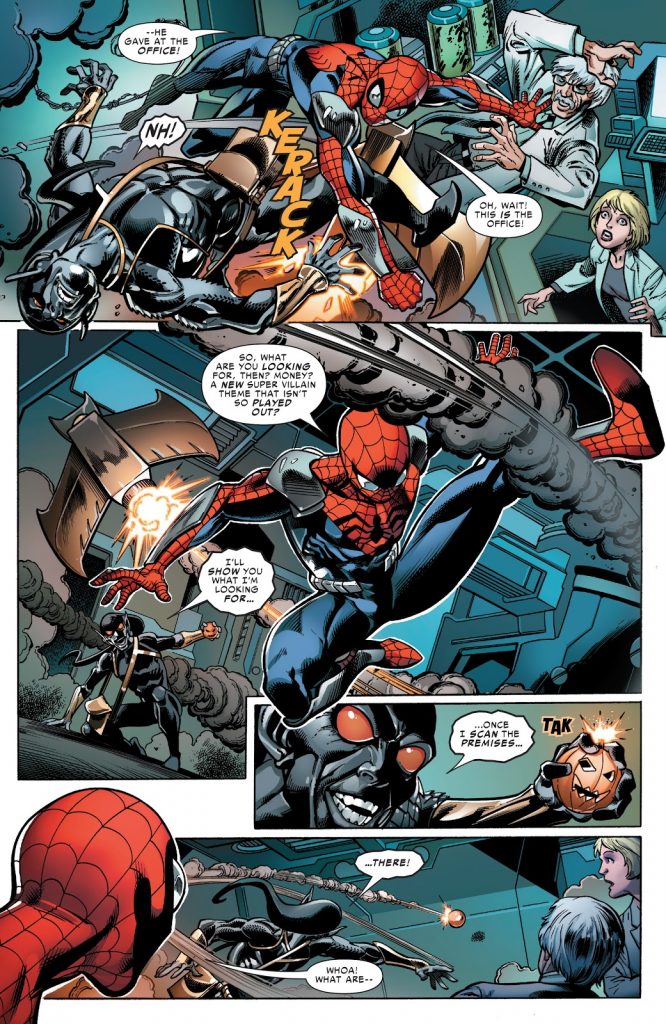 --HE
GAVE AT THE
OFFICE!
NH!
KERACK
OH, WAIT!
THIS IS THE
OFFICE!
SO, WHAT
ARE YOU LOOKING
FOR, THEN? MONEY?
A NEW SUPER VILLAIN
THEME THAT ISN'T
SO PLAYED
OUT?
I'LL
SHOW YOU
WHAT I'M
LOOKING
FOR...
...ONCE
I SCAN THE
PREMISES...
TAK
...THERE!
WHOA!
WHAT ARE--